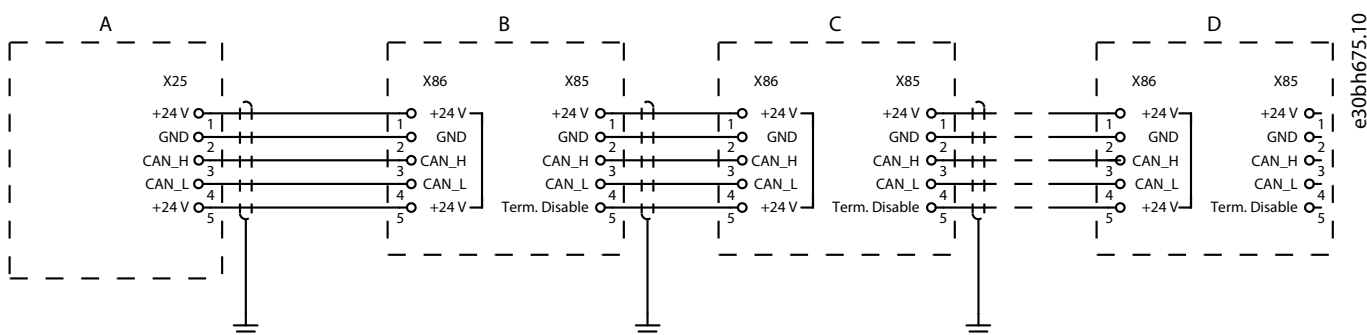 A
B
C
D
e30bh675.10
X25
X86
X85
X86
X85
X86
X85
+24 V
1
1
+24 V
+24 V
1
1
+24 V
+24 V
1
1
+24 V
+24 V
1
GND
2
2
GND
GND
2
2
GND
GND
2
2
GND
GND
2
CAN_H
3
3
CAN_H
CAN_H
3
3
CAN_H
CAN_H
3
3
CAN_H
CAN_H
3
CAN_L
4
4
CAN_L
CAN_L
4
4
CAN_L
CAN_L
4
4
CAN_L
CAN_L
4
+24 V
5
5
+24 V
Term. Disable
5
5
+24 V
Term. Disable
5
5
+24 V
Term. Disable
5